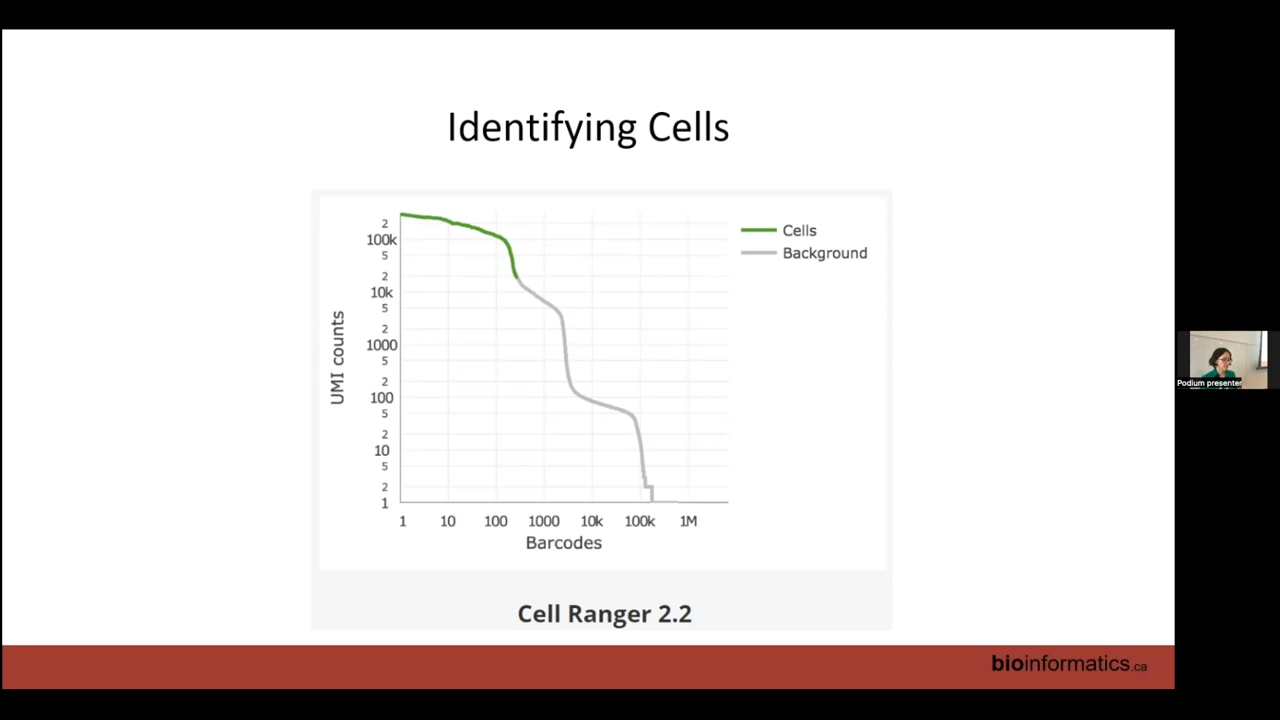 Identifying Cells
Cells
Background
2
100k
5
2
10k
5
2
1000
5
2
100
5
2
10
5
2
1
UMI counts
1 10 100 1000 10k 100k 1M
Barcodes
Cell Ranger 2.2
bioinformatics.ca
Podium presenter